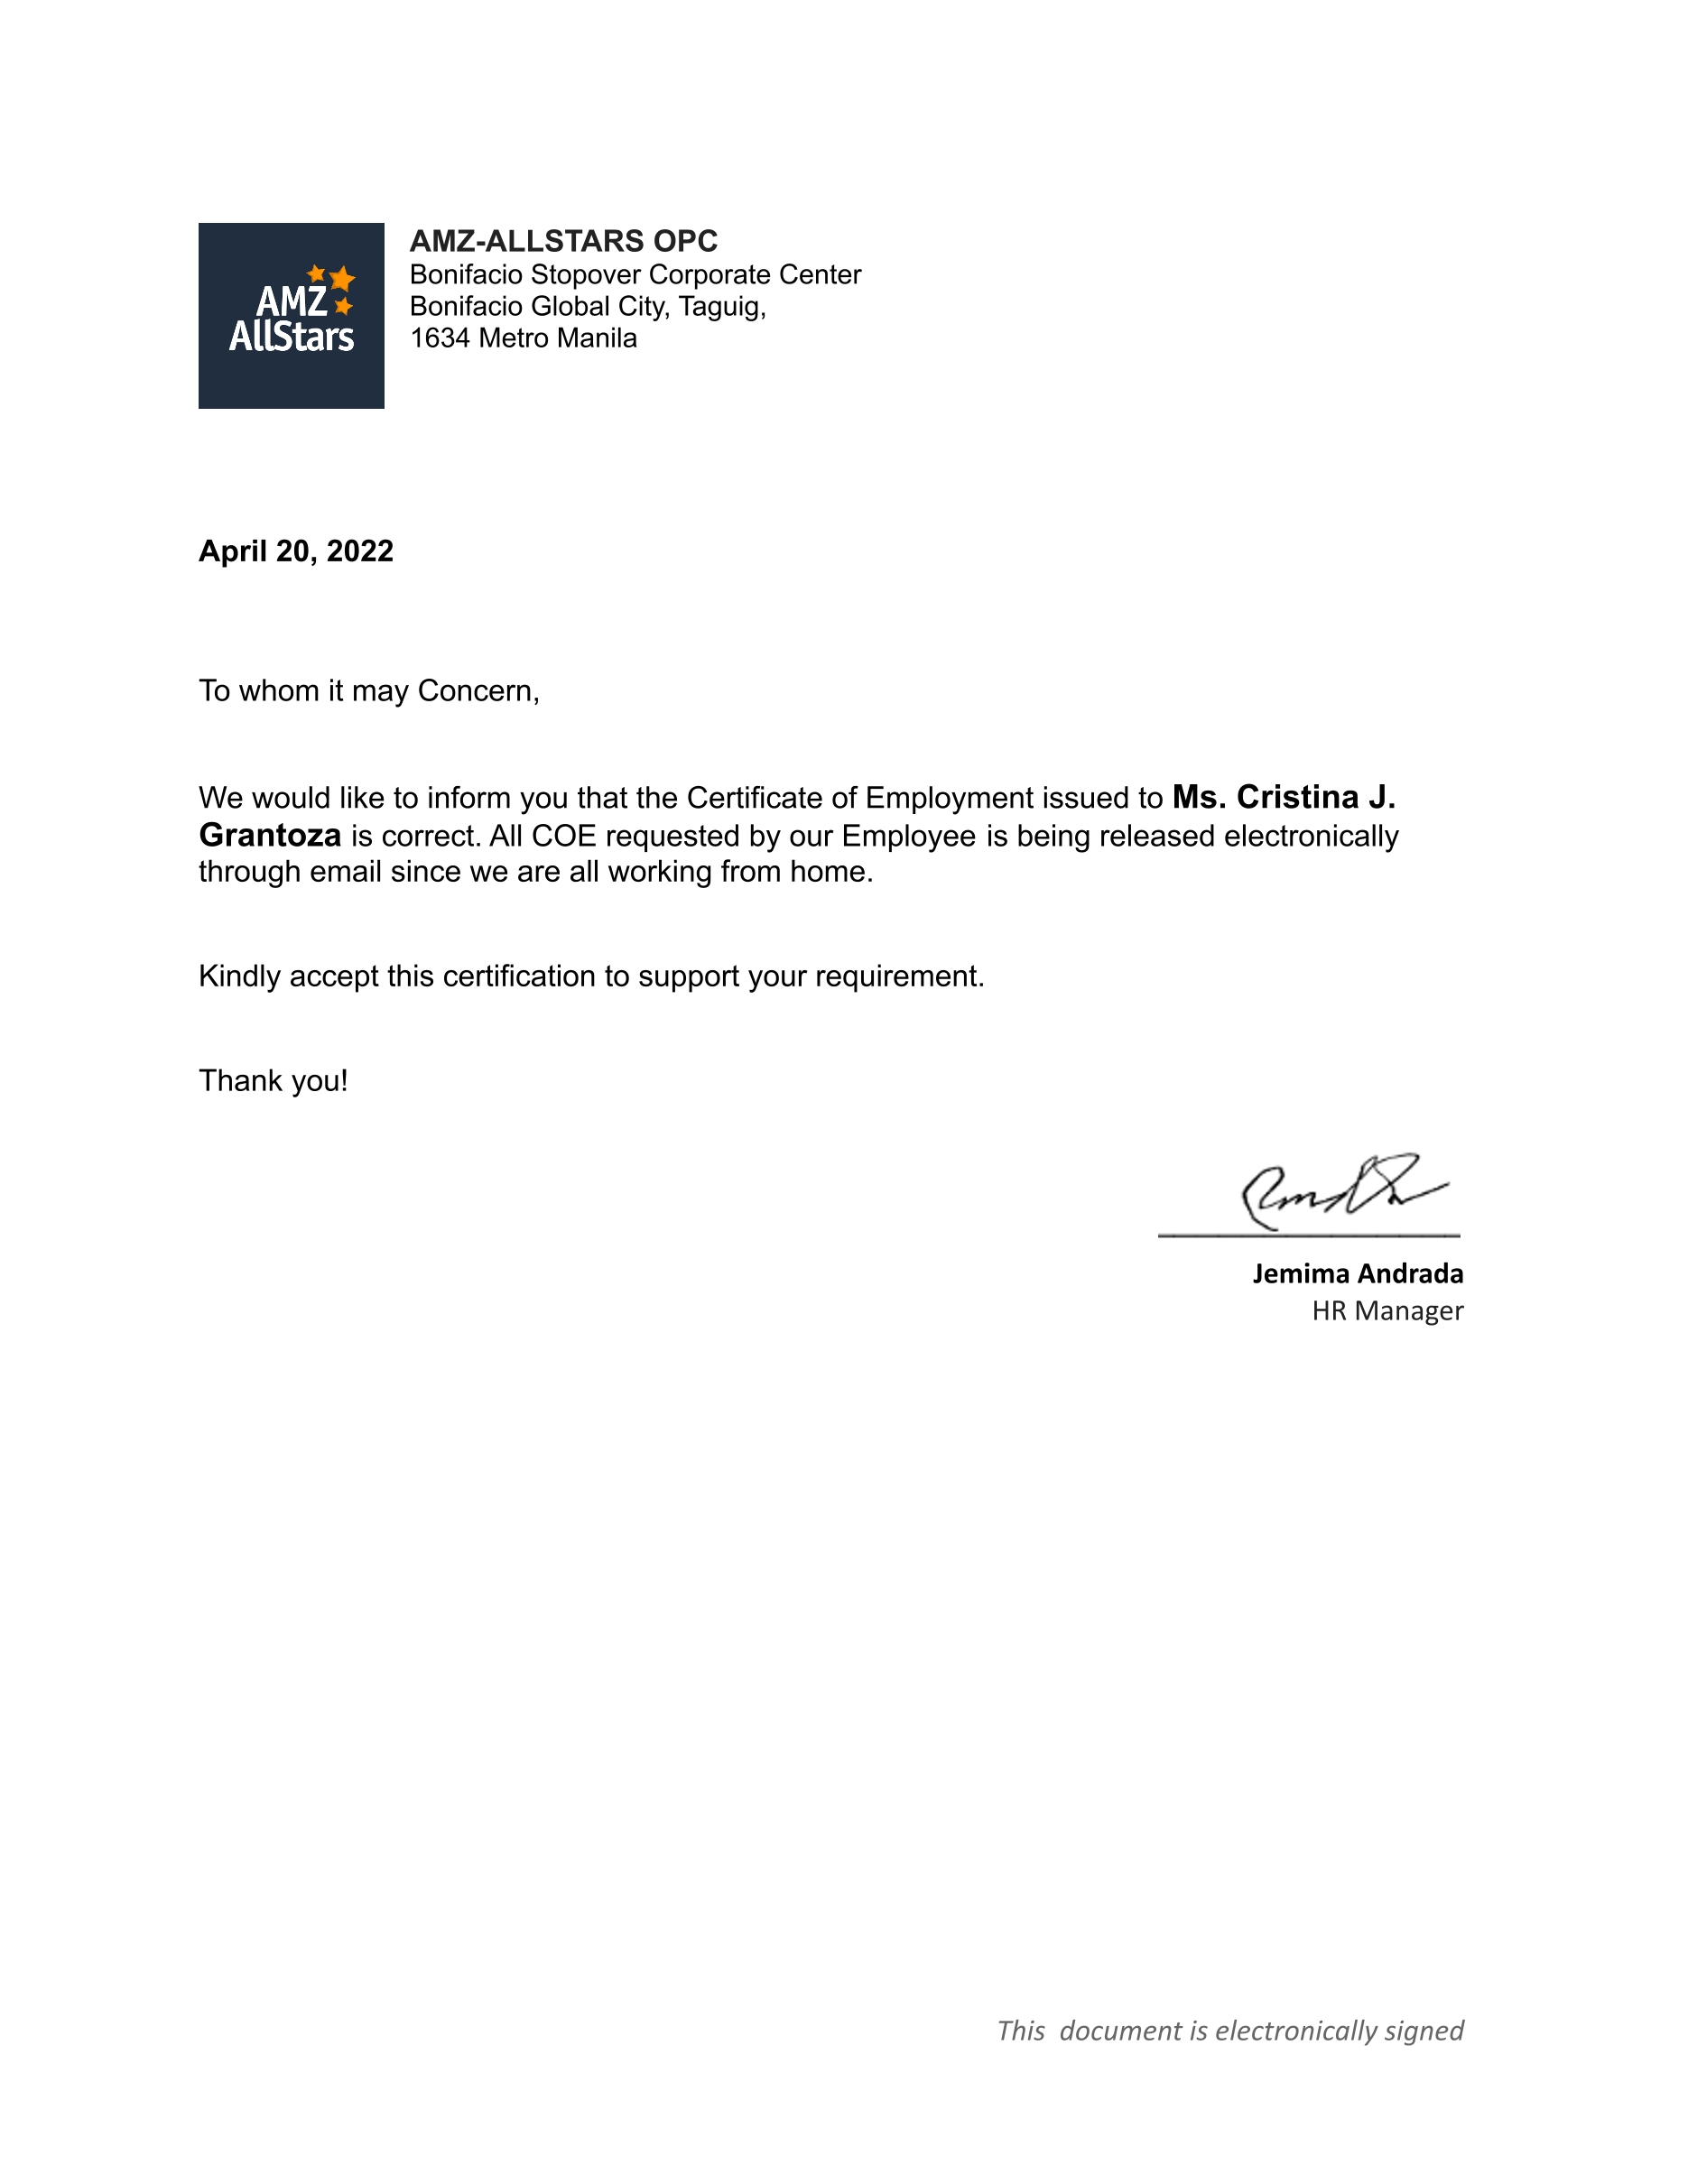 AMZ
AllStars
AMZ-ALLSTARS OPC
Bonifacio Stopover Corporate Center
Bonifacio Global City, Taguig,
1634 Metro Manila
April 20, 2022
To whom it may Concern,
We would like to inform you that the Certificate of Employment issued to Ms. Cristina J.
Grantoza is correct. All COE requested by our Employee is being released electronically
through email since we are all working from home.
Kindly accept this certification to support your requirement.
Thank you!
Jemima Andrada
HR Manager
This document is electronically signed